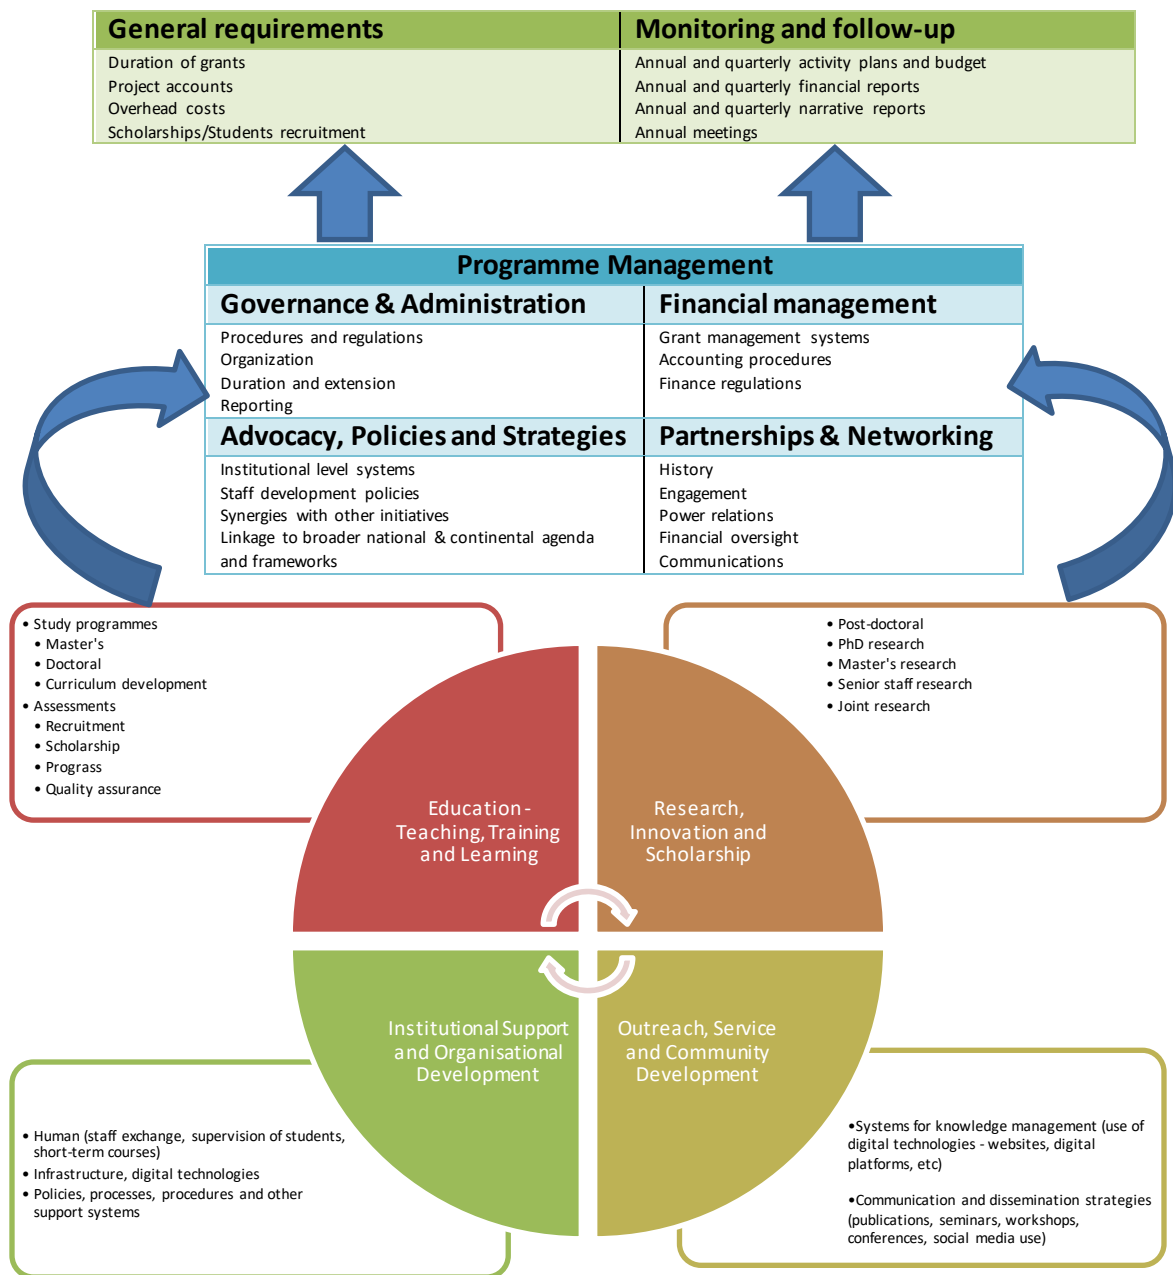 General requirements
Duration of grants
Project accounts
Overhead costs
Scholarships/Students recruitment
Monitoring and follow-up
Annual and quarterly activity plans and budget
Annual and quarterly financial reports
Annual and quarterly narrative reports
Annual meetings
Programme Management
Governance & Administration
Procedures and regulations
Organization
Duration and extension
Reporting
Financial management
Grant management systems
Accounting procedures
Finance regulations
Advocacy, Policies and Strategies
Institutional level systems
Staff development policies
Synergies with other initiatives
Linkage to broader national & continental agenda
and frameworks
Partnerships & Networking
History
Engagement
Power relations
Financial oversight
Communications
• Study programmes
• Master's
• Doctoral
• Curriculum development
• Assessments
• Recruitment
• Scholarship
• Prograss
• Quality assurance
• Post-doctoral
• PhD research
• Master's research
• Senior staff research
• Joint research
Education -
Teaching, Training
and Learning
Research,
Innovation and
Scholarship
Institutional Support
and Organisational
Development
Outreach, Service
and Community
Development
• Human (staff exchange, supervision of students,
short-term courses)
• Infrastructure, digital technologies
• Policies, processes, procedures and other
support systems
•Systems for knowledge management (use of
digital technologies - websites, digital
platforms, etc)
•Communication and dissemination strategies
(publications, seminars, workshops,
conferences, social media use)